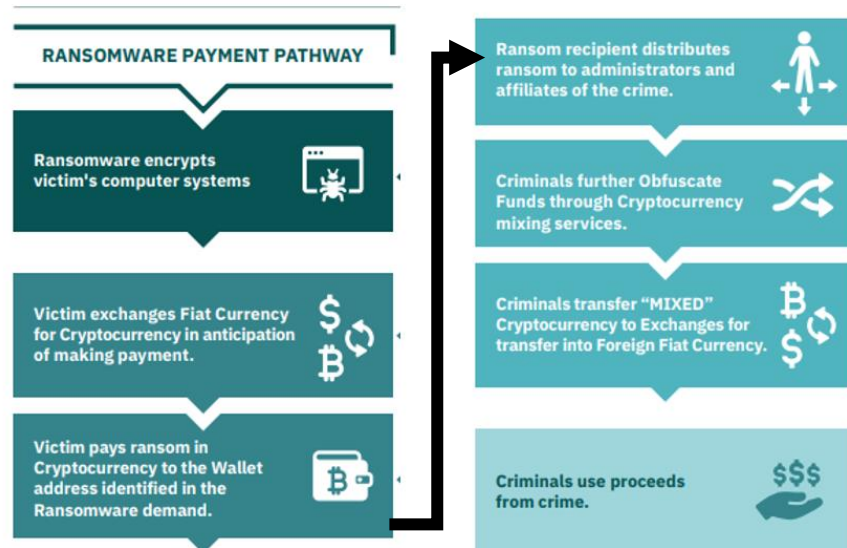 RANSOMWARE PAYMENT PATHWAY
Ransomware encrypts
victim's computer systems
Victim exchanges Fiat Currency
for Cryptocurrency in anticipation
of making payment.
Victim pays ransom in
Cryptocurrency to the Wallet
address identified in the
Ransomware demand.
Ransom recipient distributes
ransom to administrators and
affiliates of the crime.
Criminals further Obfuscate
Funds through Cryptocurrency
mixing services.
Criminals transfer “MIXED”
Cryptocurrency to Exchanges for
transfer into Foreign Fiat Currency.
Criminals use proceeds
from crime.
$$$